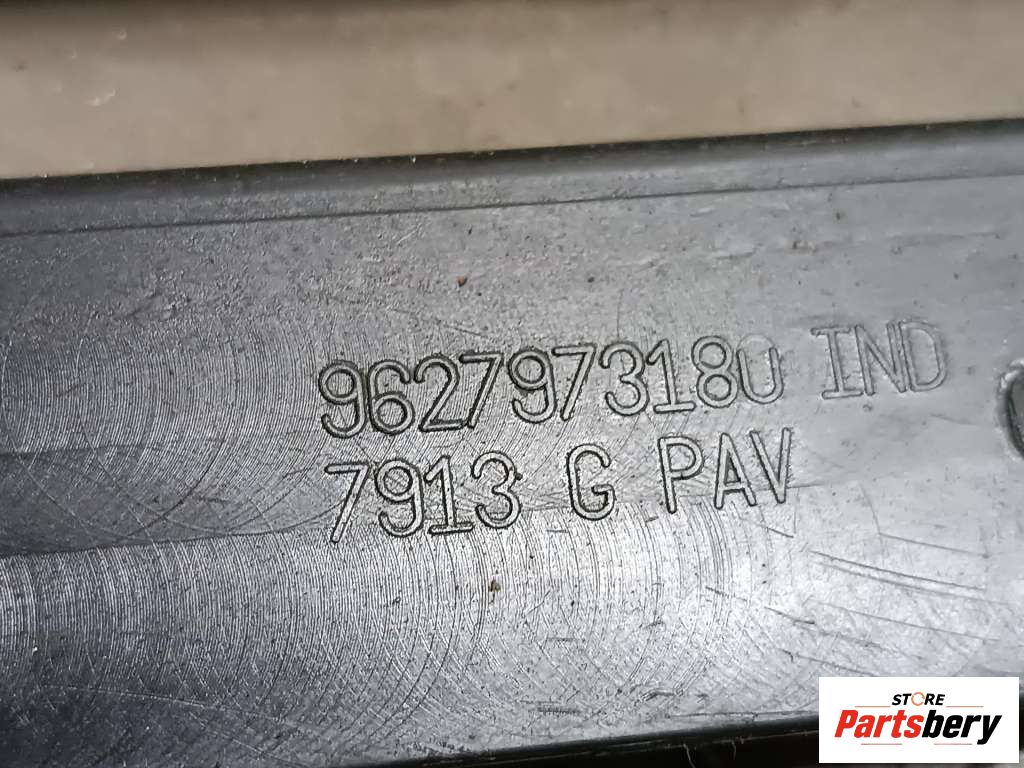 9627973180 IND
7913 G PAV
STORE
Partsbery